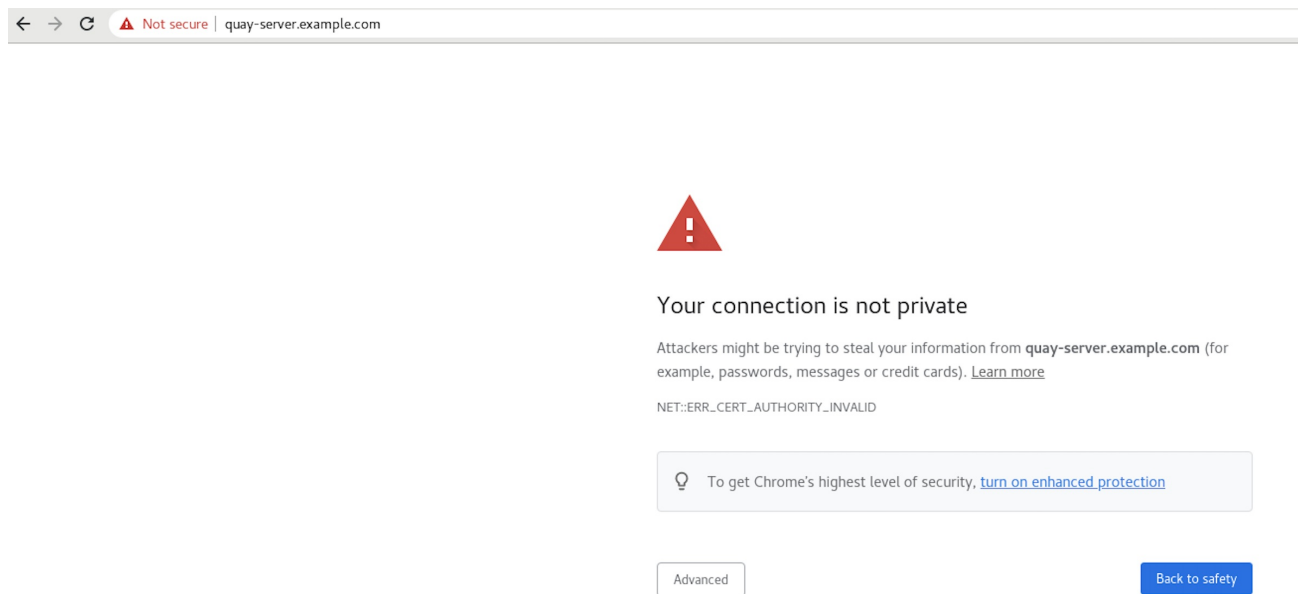 Not secure | quay-server.example.com
Your connection is not private
Attackers might be trying to steal your information from quay-server.example.com (for
example, passwords, messages or credit cards). Learn more
NET::ERR_CERT_AUTHORITY_INVALID
To get Chrome's highest level of security, turn on enhanced protection
Advanced
Back to safety